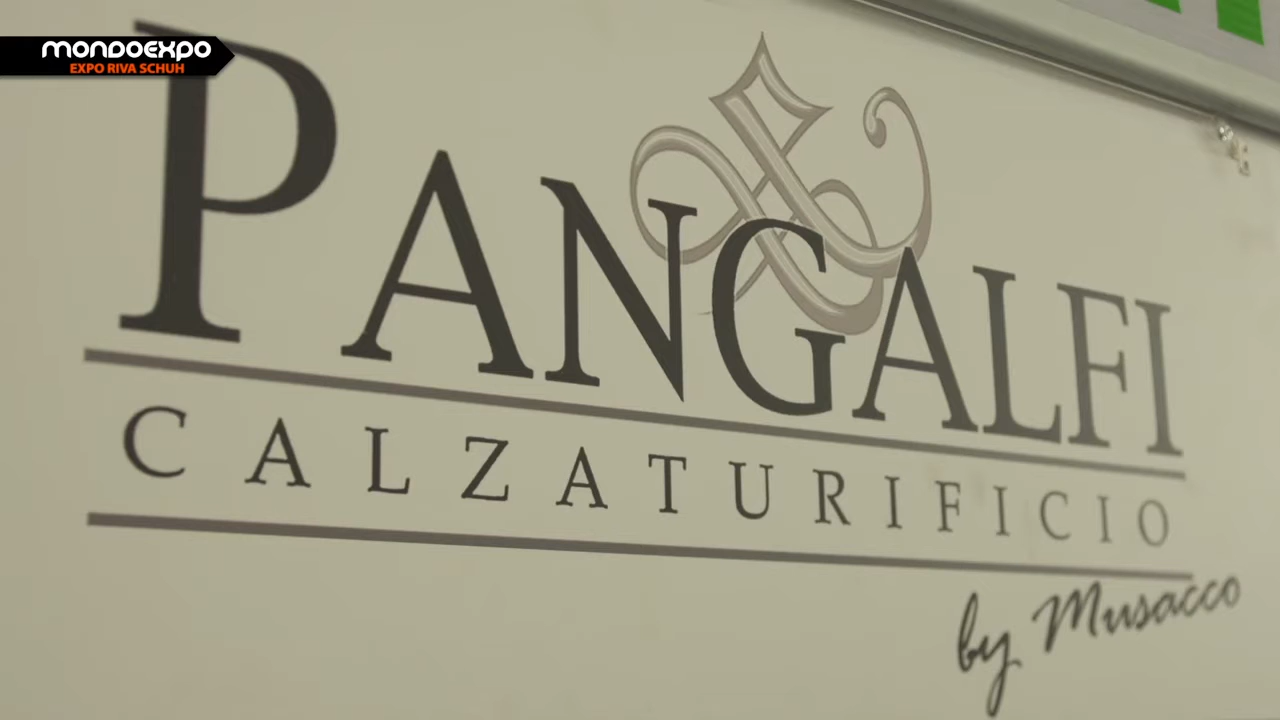 MONDOEXPO
EXPO RIVA SCHUH
PANGALFI
CALZATURIFICIO
by Musacco